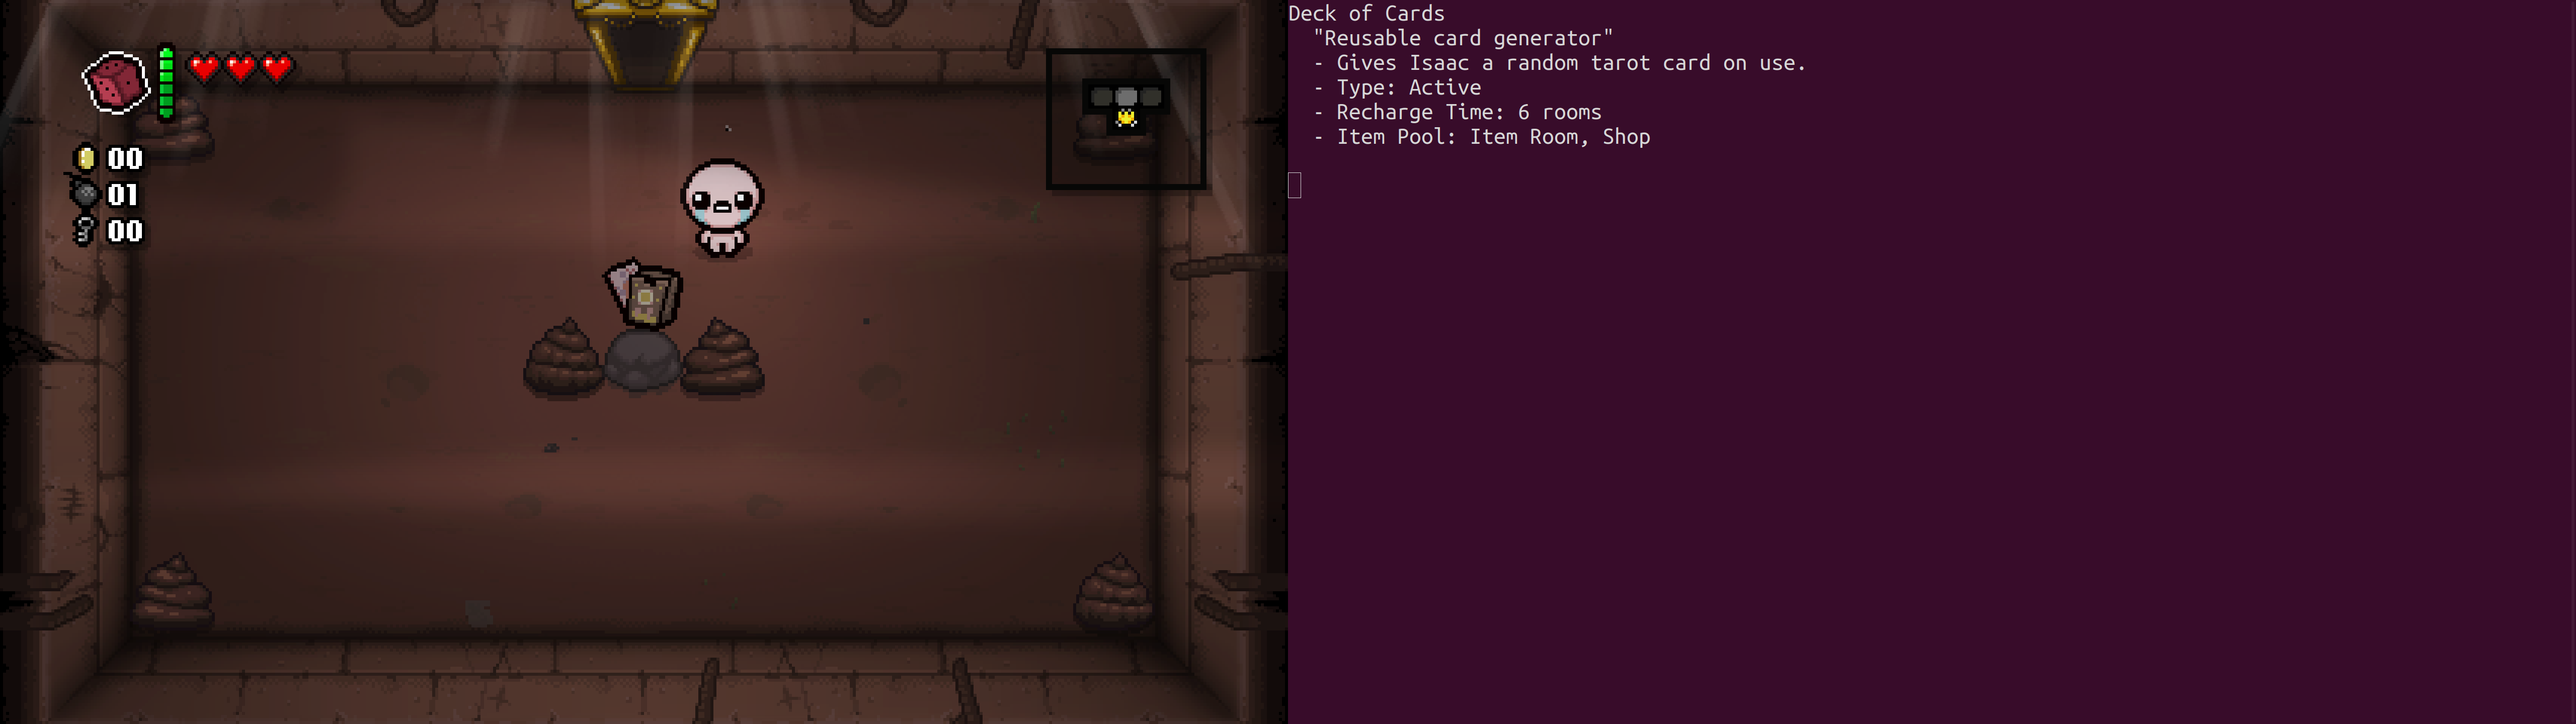 00
01
00
Deck of Cards
"Reusable card generator"
- Gives Isaac a random tarot card on use.
- Type: Active
- Recharge Time: 6 rooms
- Item Pool: Item Room, Shop